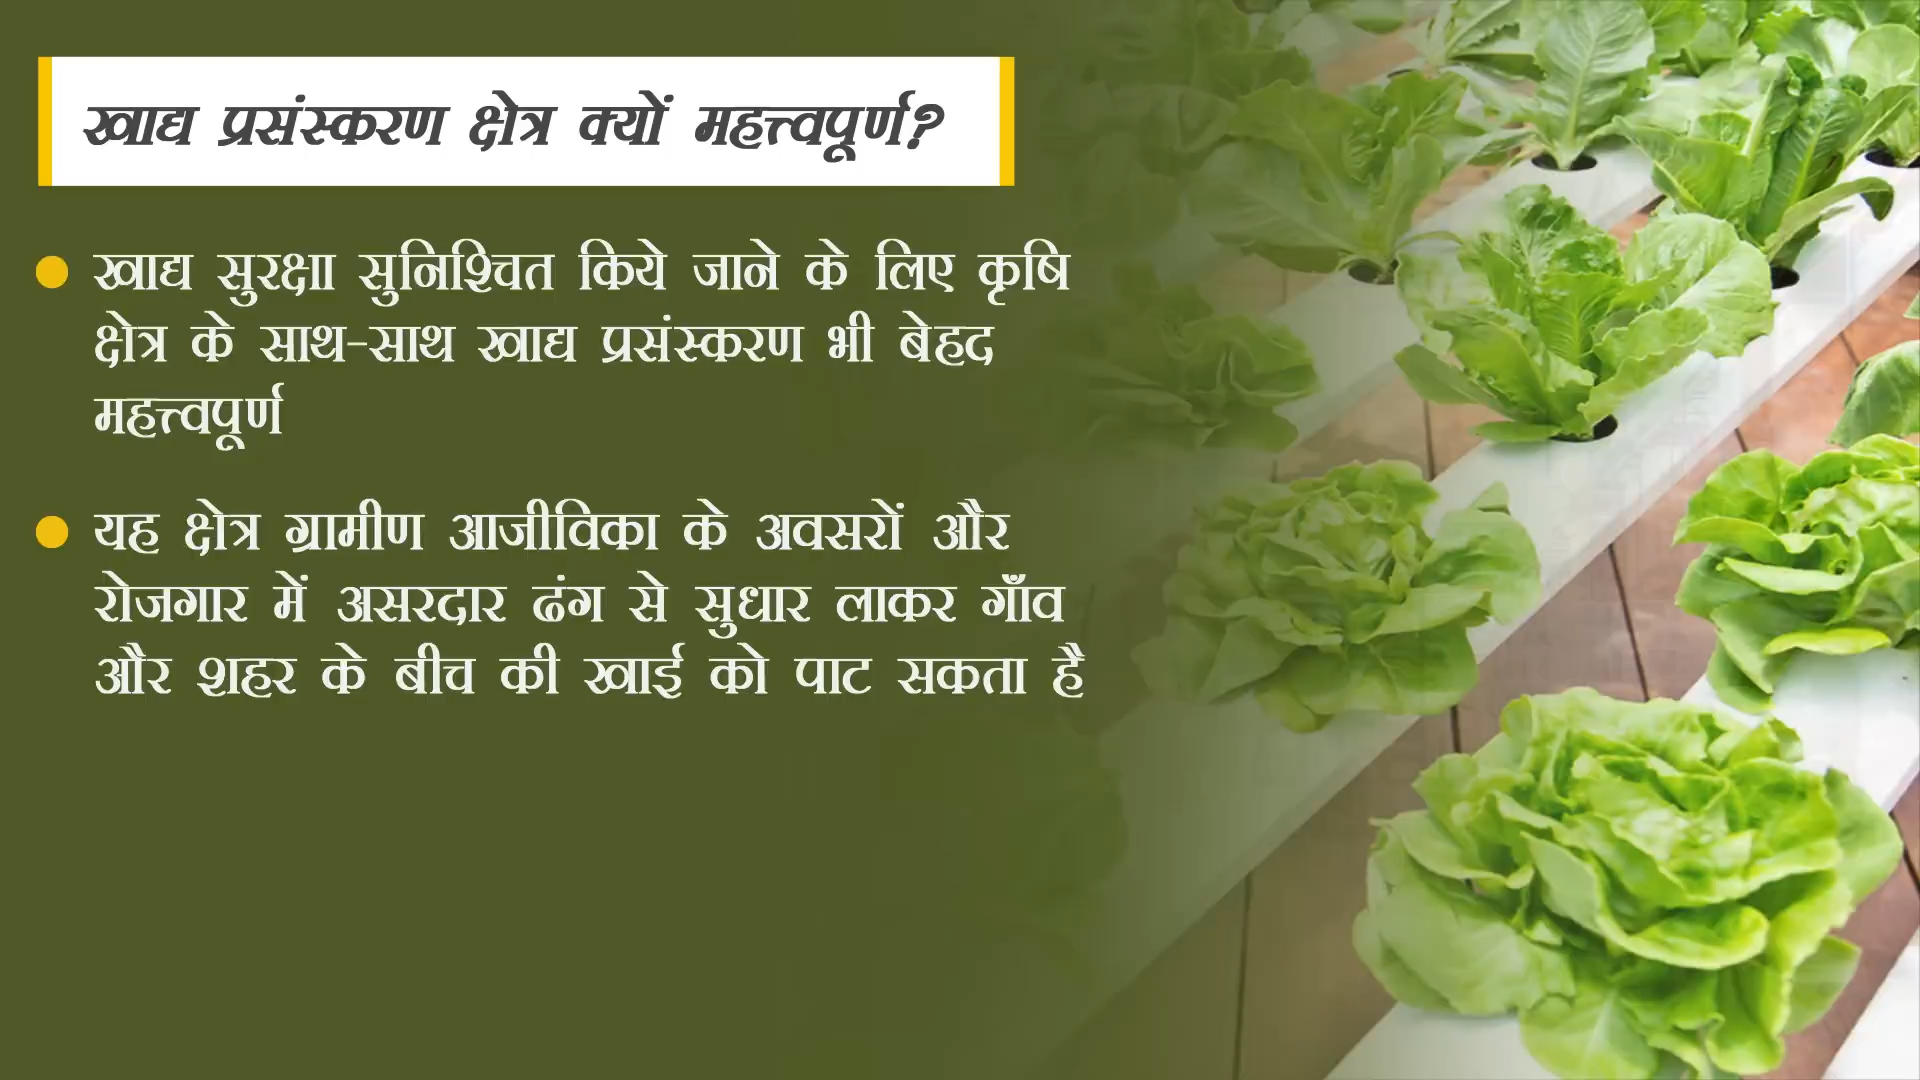 खाद्य प्रसंस्करण क्षेत्र क्यों महत्त्वपूर्ण?
खाद्य सुरक्षा सुनिश्चित किये जाने के लिए कृषि
क्षेत्र के साथ-साथ खाद्य प्रसंस्करण भी बेहद
महत्त्वपूर्ण
यह क्षेत्र ग्रामीण आजीविका के अवसरों और
रोजगार में असरदार ढंग से सुधार लाकर गाँव
और शहर के बीच की खाई को पाट सकता है